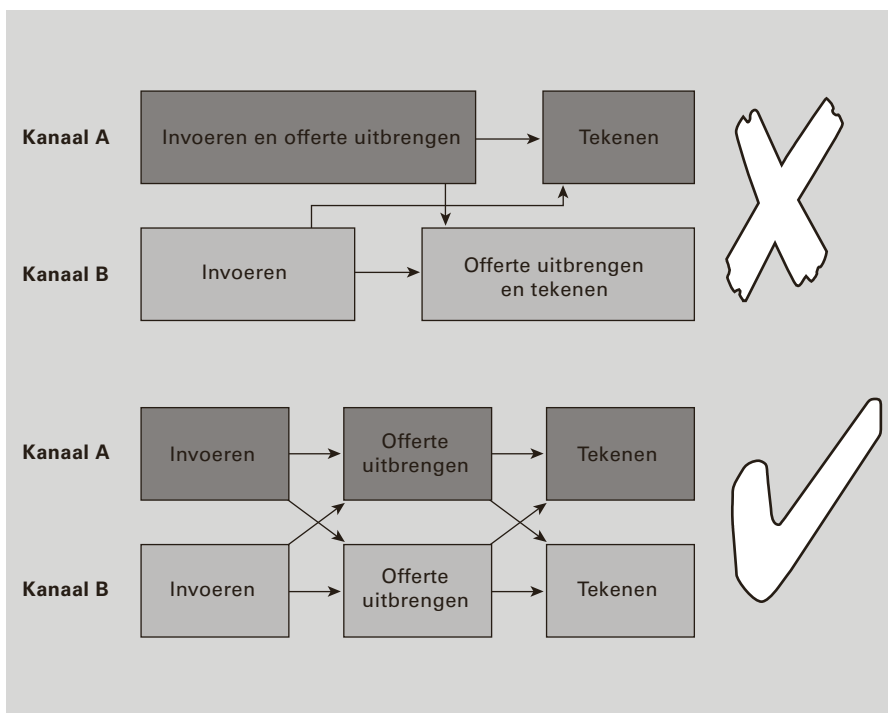 Kanaal A
Invoeren en offerte uitbrengen
Tekenen
Kanaal B
Invoeren
Offerte uitbrengen
en tekenen
Kanaal A
Invoeren
Offerte
uitbrengen
Tekenen
Kanaal B
Invoeren
Offerte
uitbrengen
Tekenen